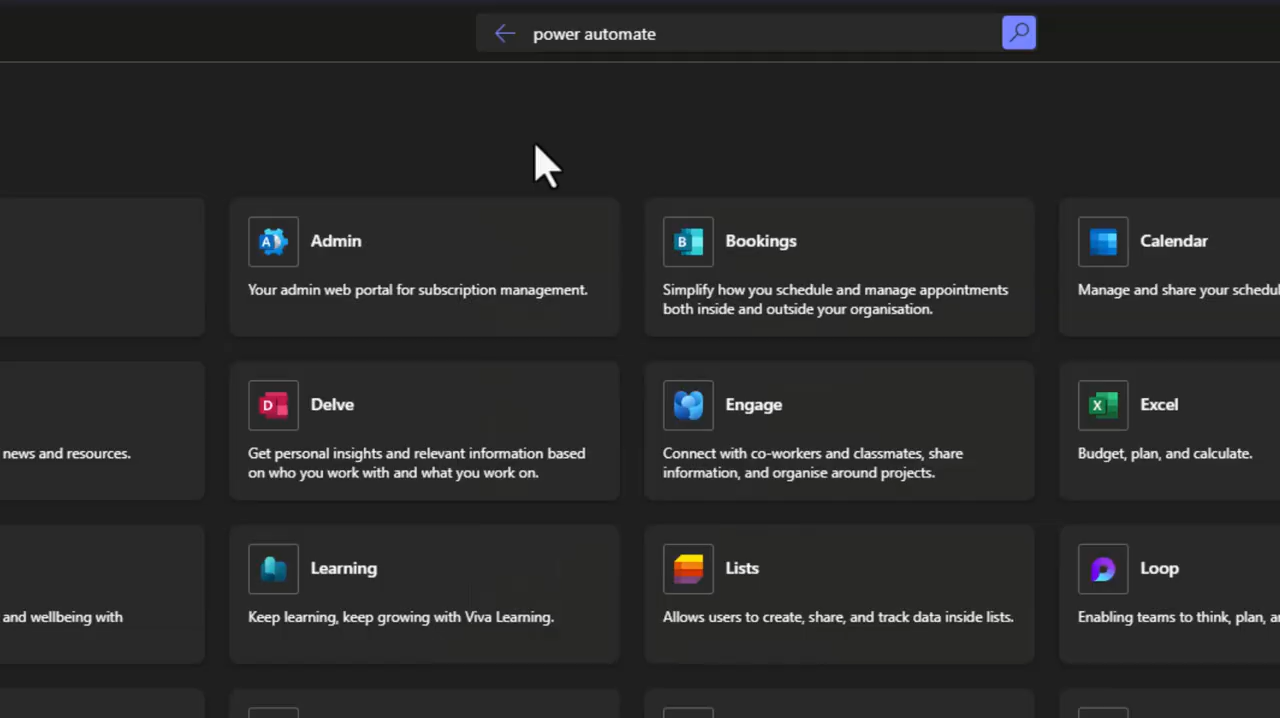 power automate
Admin
Your admin web portal for subscription management.
Bookings
Simplify how you schedule and manage appointments
both inside and outside your organisation.
Calendar
Manage and share your schedul
news and resources.
D
Delve
Get personal insights and relevant information based
on who you work with and what you work on.
Engage
Connect with co-workers and classmates, share
information, and organise around projects.
X
Excel
Budget, plan, and calculate.
and wellbeing with
Learning
Keep learning, keep growing with Viva Learning.
Lists
Allows users to create, share, and track data inside lists.
Loop
Enabling teams to think, plan, a